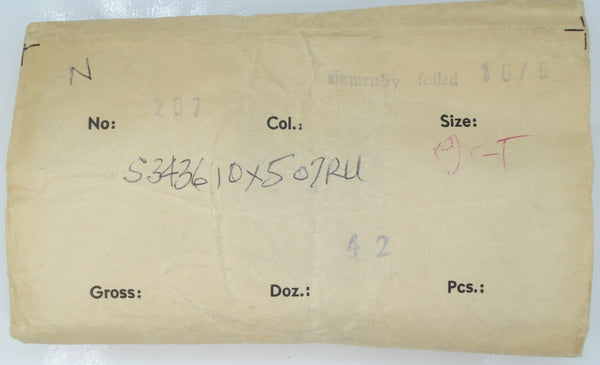 N
siamruby foiled 10/5
207
No: Col.: Size:
S343610X507RU
42
Gross: Doz.: Pcs.: